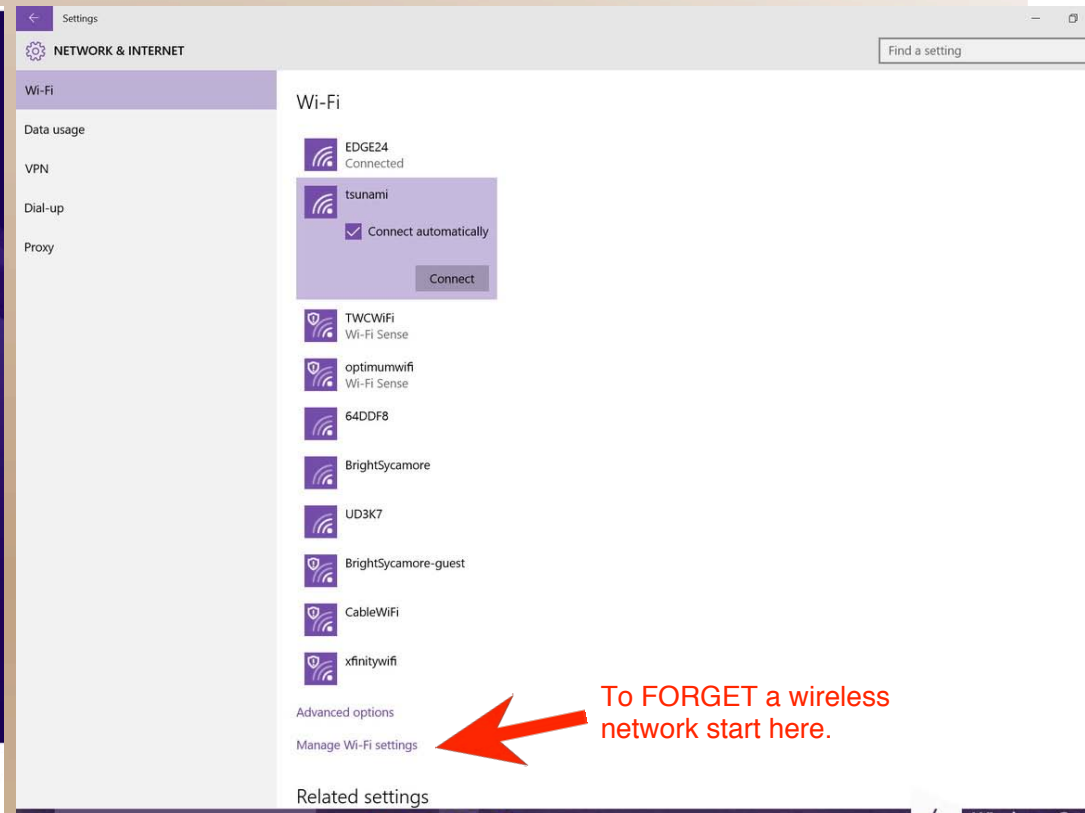 Settings
NETWORK & INTERNET
Find a setting
Wi-Fi
Data usage
VPN
Dial-up
Proxy
Wi-Fi
EDGE24
Connected
tsunami
Connect automatically
Connect
TWCWiFi
Wi-Fi Sense
optimumwifi
Wi-Fi Sense
64DDF8
BrightSycamore
UD3K7
BrightSycamore-guest
CableWiFi
xfinitywifi
Advanced options
Manage Wi-Fi settings
To FORGET a wireless
network start here.
Related settings